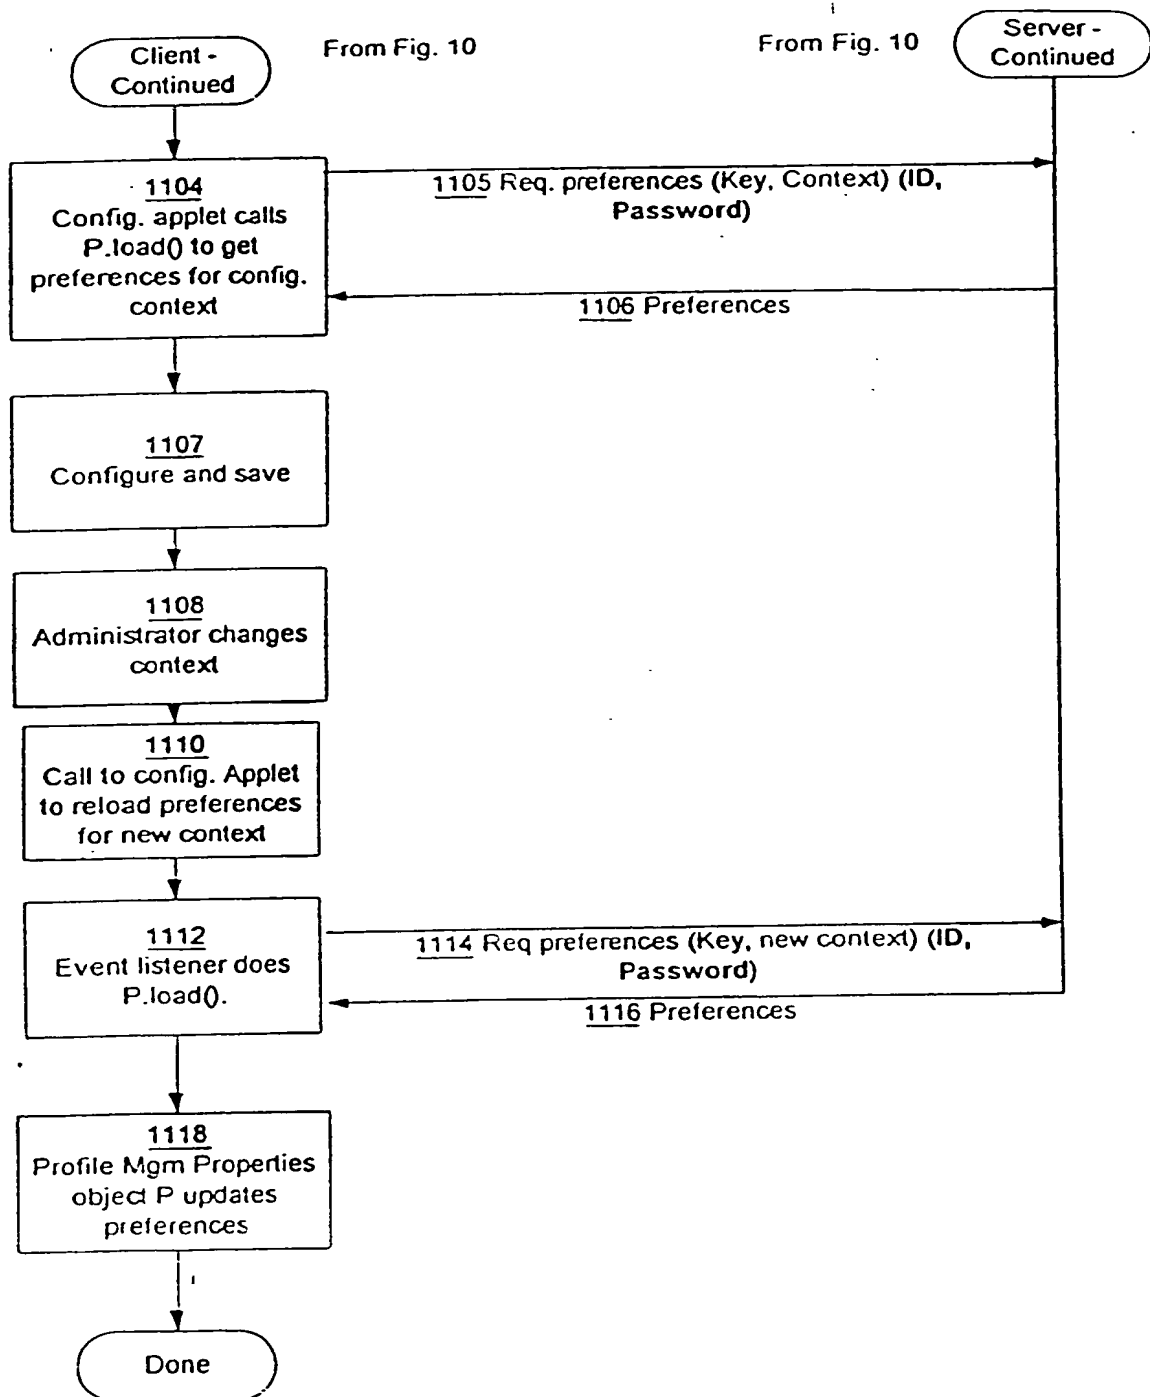 Client -
Continued
From Fig. 10
From Fig. 10
Server -
Continued
1104
Config. applet calls
P.load() to get
preferences for config.
context
1105 Req. preferences (Key, Context) (ID,
Password)
1106 Preferences
1107
Configure and save
1108
Administrator changes
context
1110
Call to config. Applet
to reload preferences
for new context
1112
Event listener does
P.load().
1114 Req preferences (Key, new context) (ID,
Password)
1116 Preferences
1118
Profile Mgm Properties
object P updates
preferences
Done